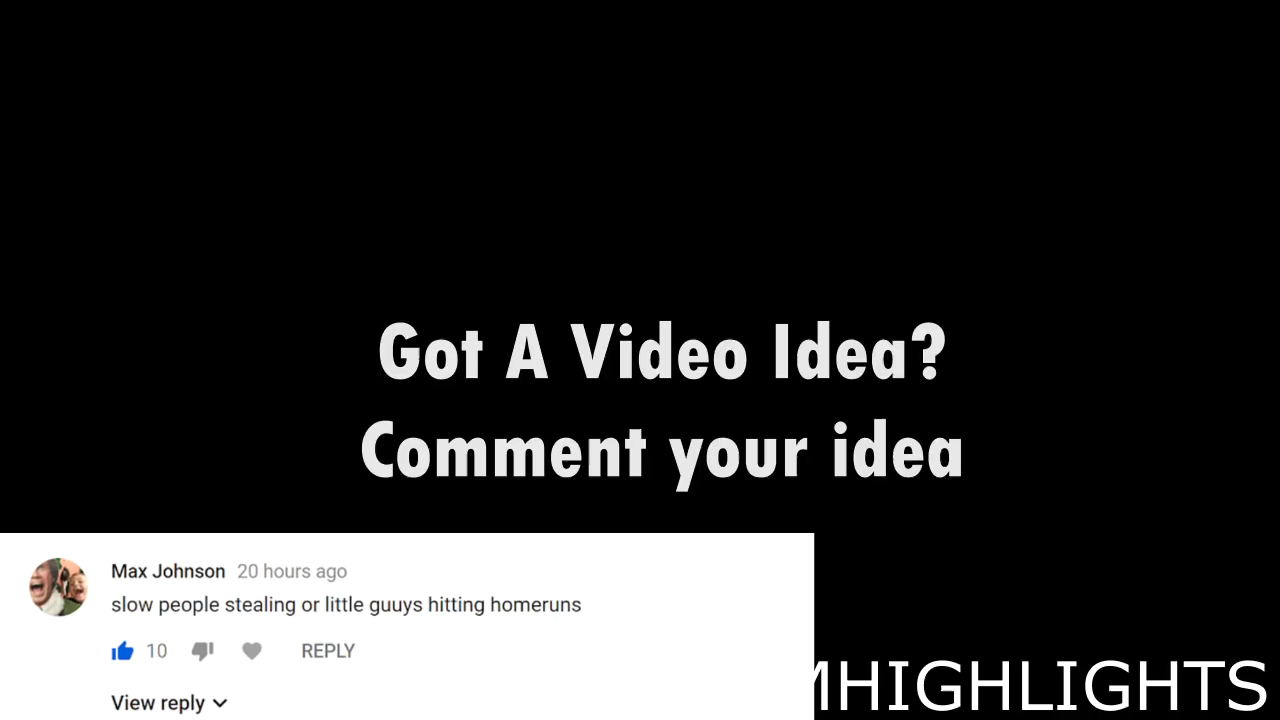 Got A Video Idea?
Comment your idea
Max Johnson 20 hours ago
slow people stealing or little guuys hitting homeruns
10 REPLY
View reply
MHIGHLIGHTS